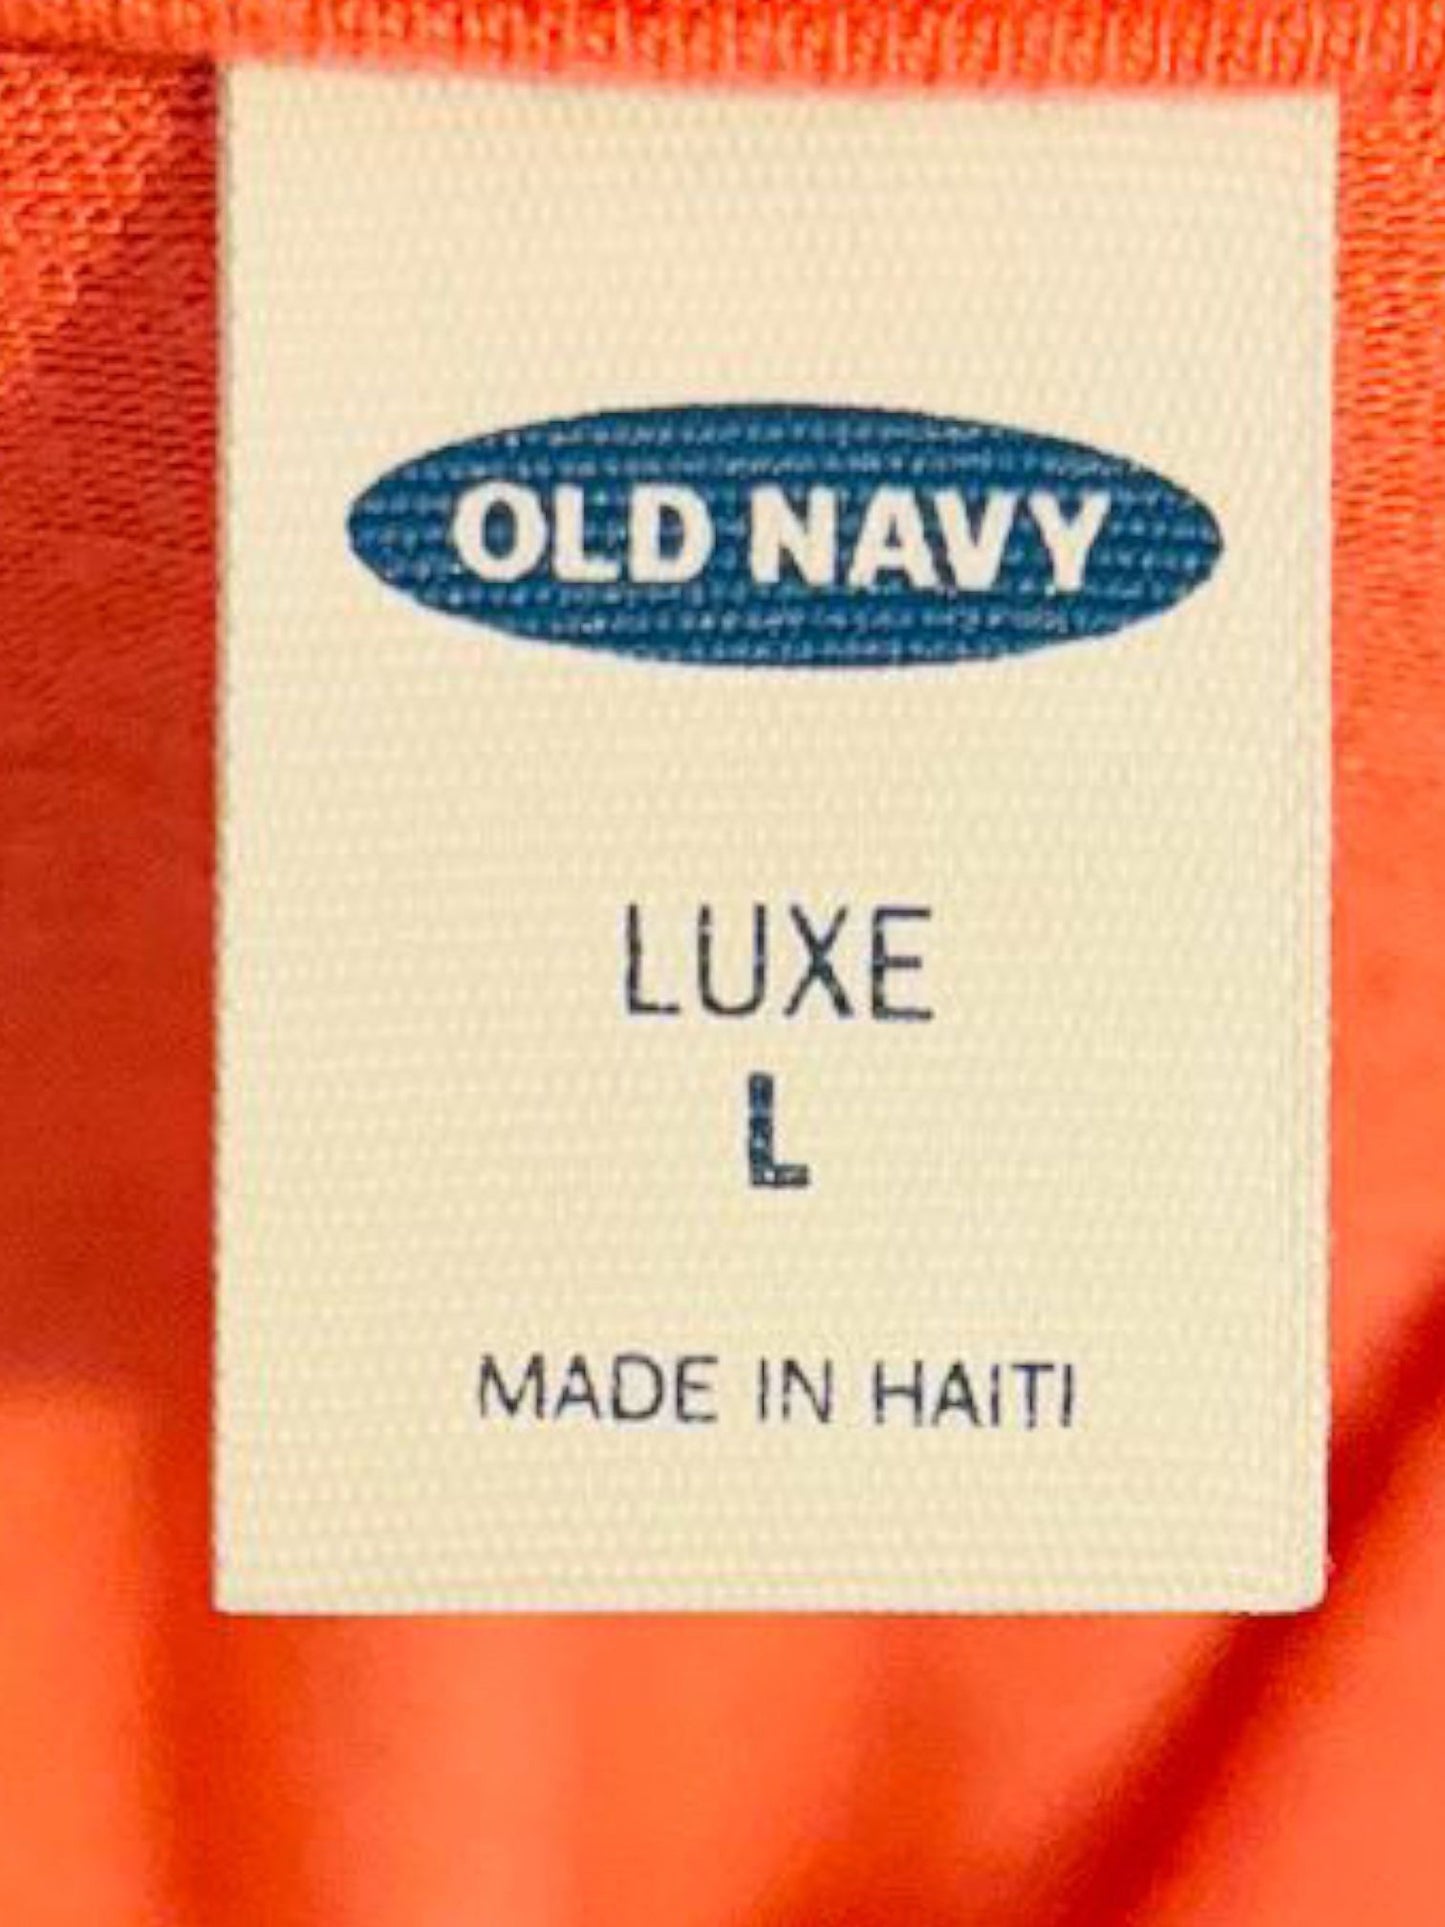 OLD NAVY
LUXE
L
MADE IN HAITI